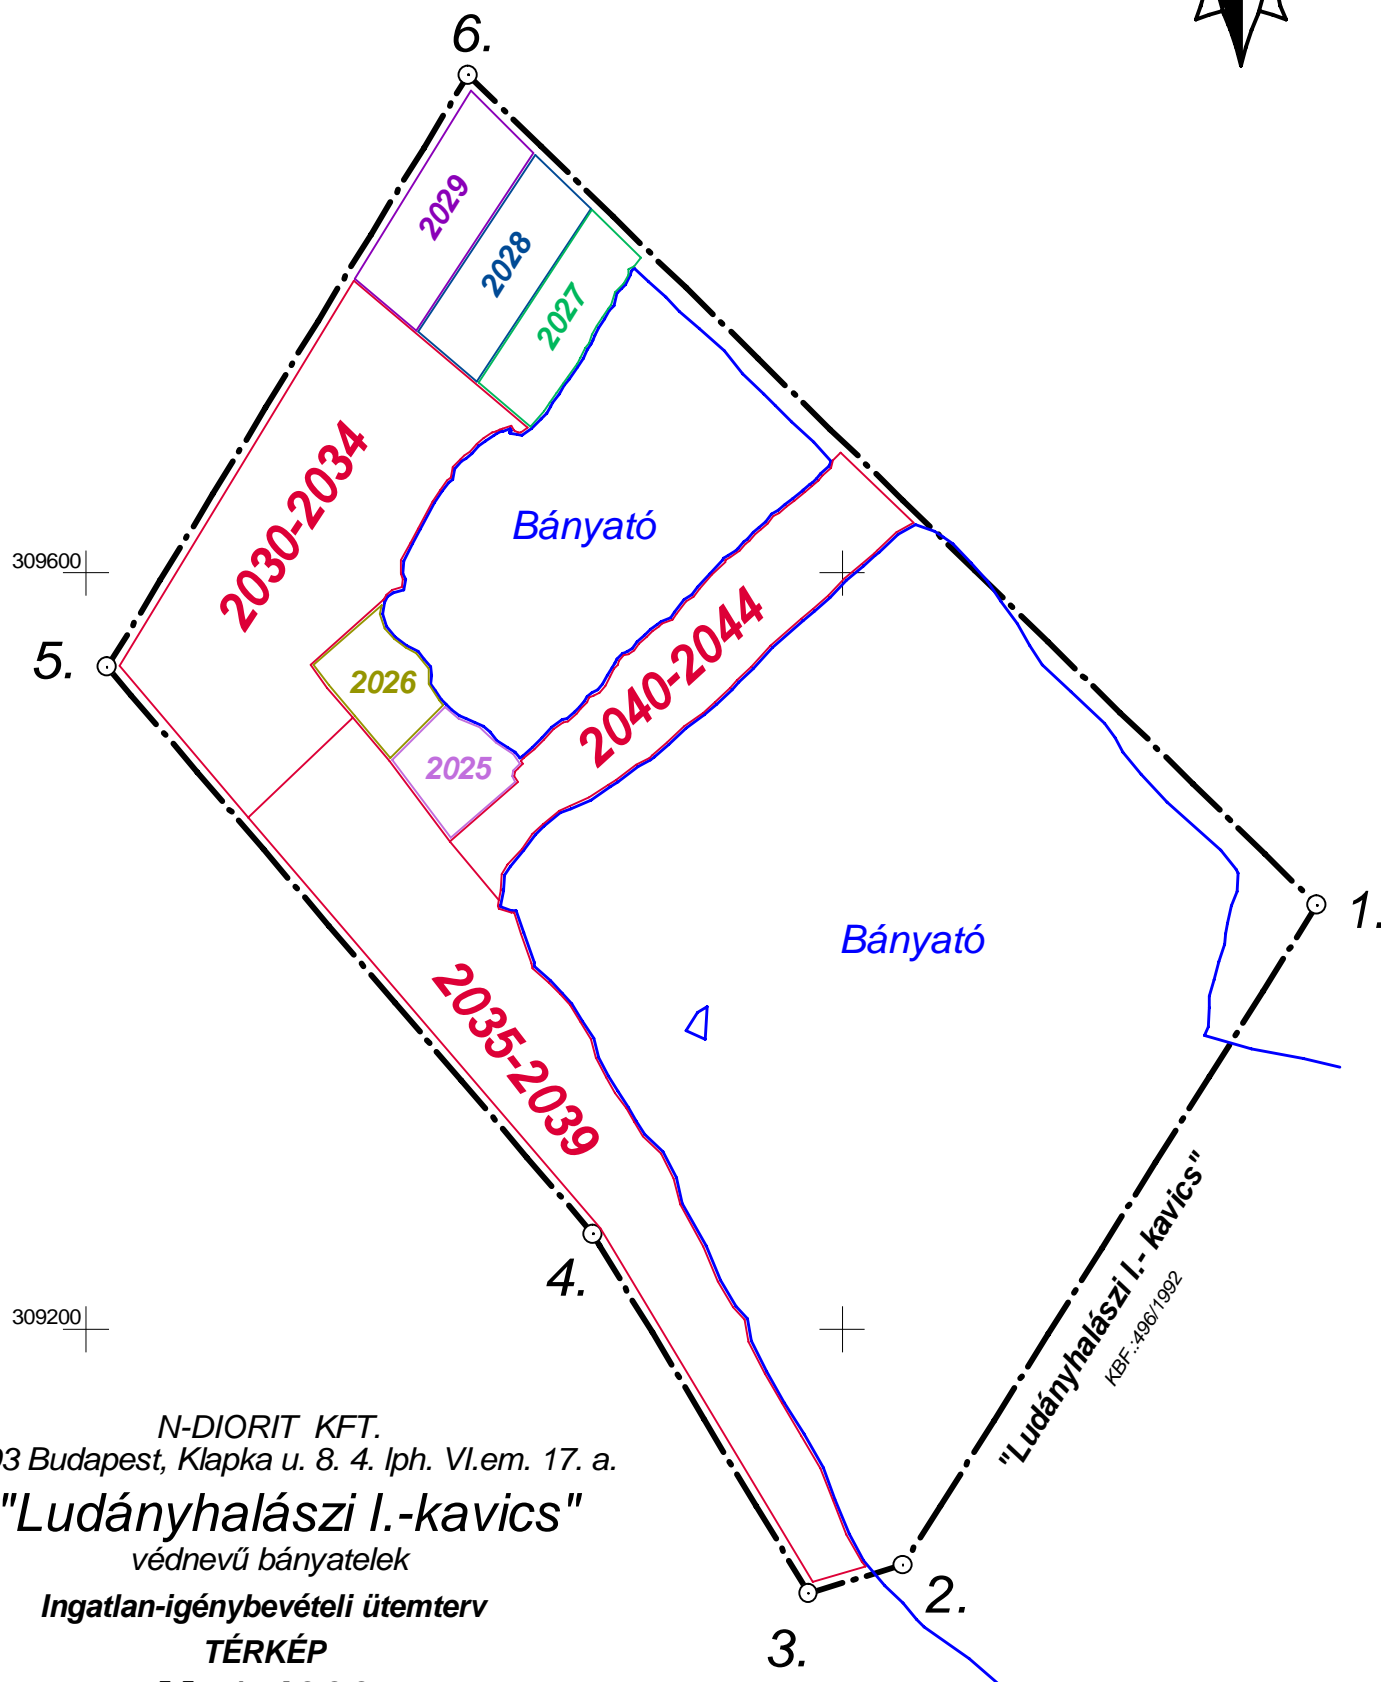 6.
2029
2028
2027
2030-2034
Bányató
309600
2040-2044
5.
2026
2025
1.
Bányató
2035-2039
4.
"Ludányhalászi I.- kavics"
KBF.:496/1992
309200
N-DIORIT KFT.
Budapest, Klapka u. 8. 4. lph. VI.em. 17. a.
"Ludányhalászi I.-kavics"
védnevű bányatelek
2.
Ingatlan-igénybevételi ütemterv
TÉRKÉP
3.